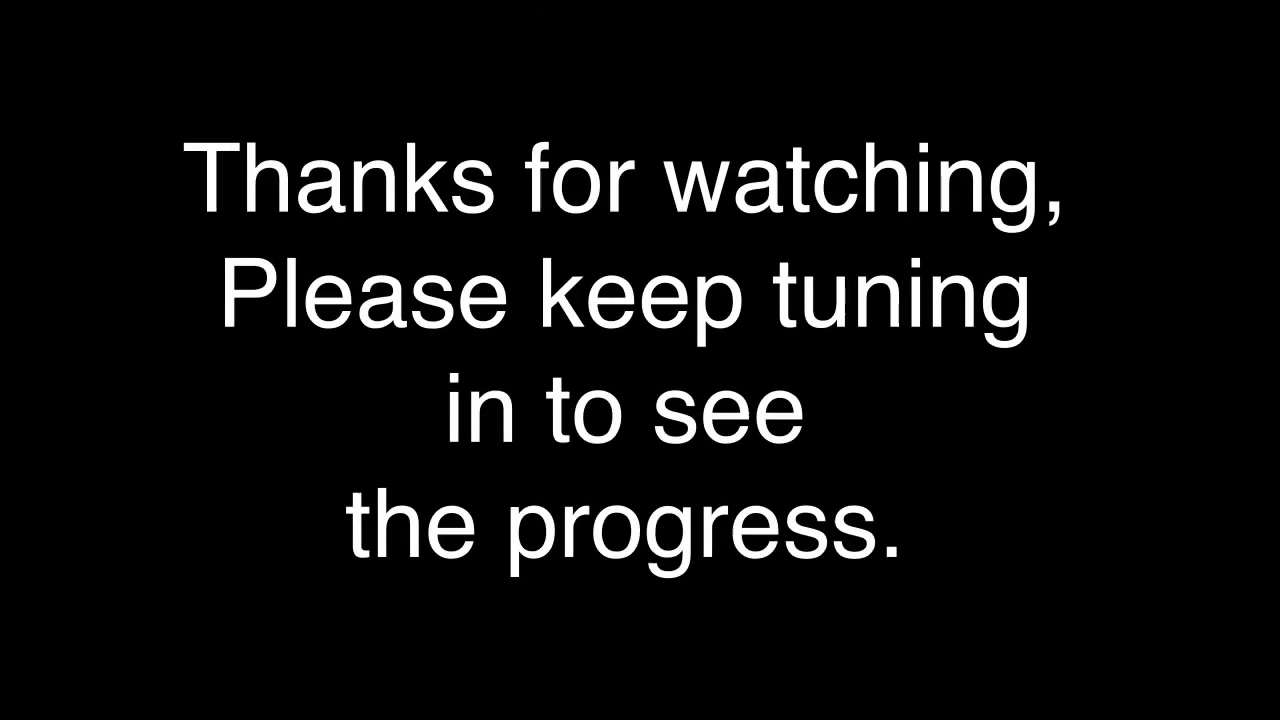 Thanks for watching,
Please keep tuning
in to see
the progress.